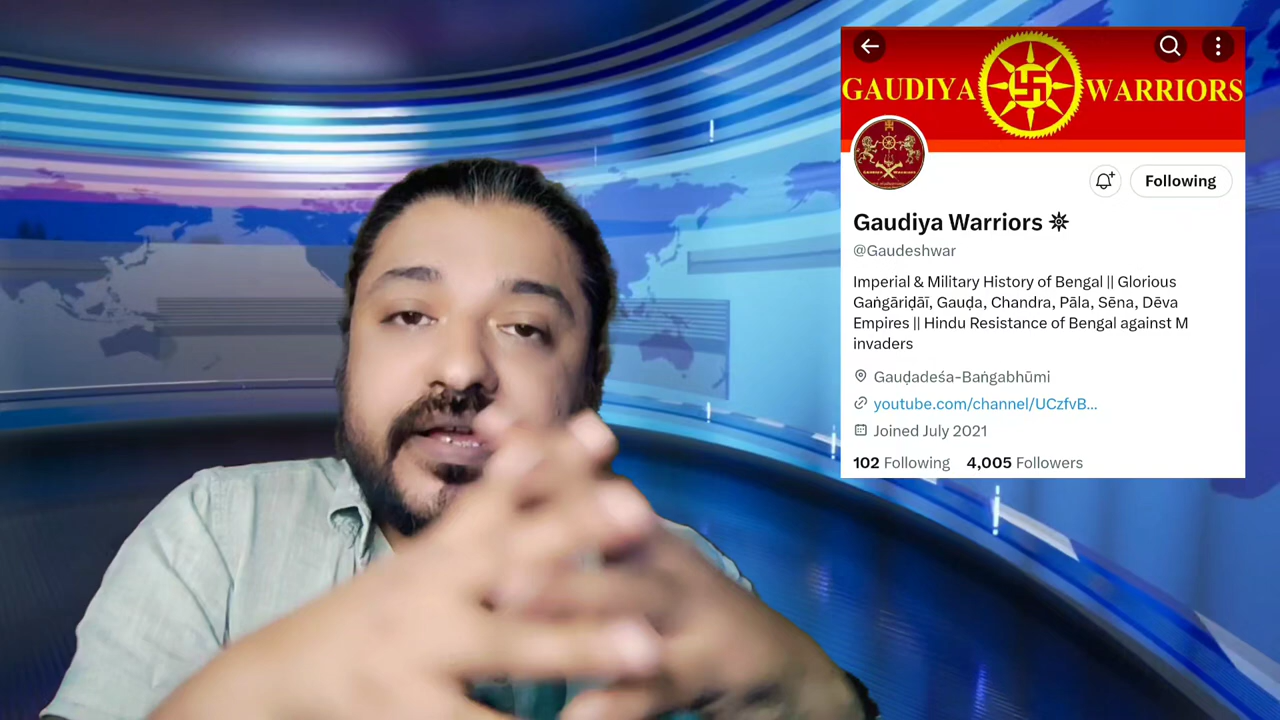 GAUDIYA WARRIORS
Following
Gaudiya Warriors
@Gaudeshwar
Imperial & Military History of Bengal || Glorious
Gaṅgāriḍāī, Gauḍa, Chandra, Pāla, Sēna, Dēva
Empires || Hindu Resistance of Bengal against M
invaders
Gauḍadeśa-Baṅgabhūmi
youtube.com/channel/UCzfvB...
Joined July 2021
102 Following 4,005 Followers